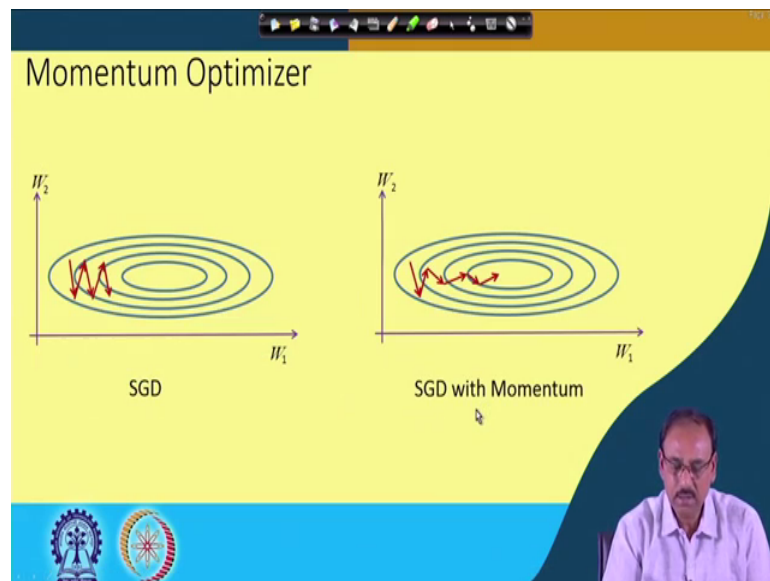 Momentum Optimizer
W₂
W₁
SGD
W₂
W₁
SGD with Momentum